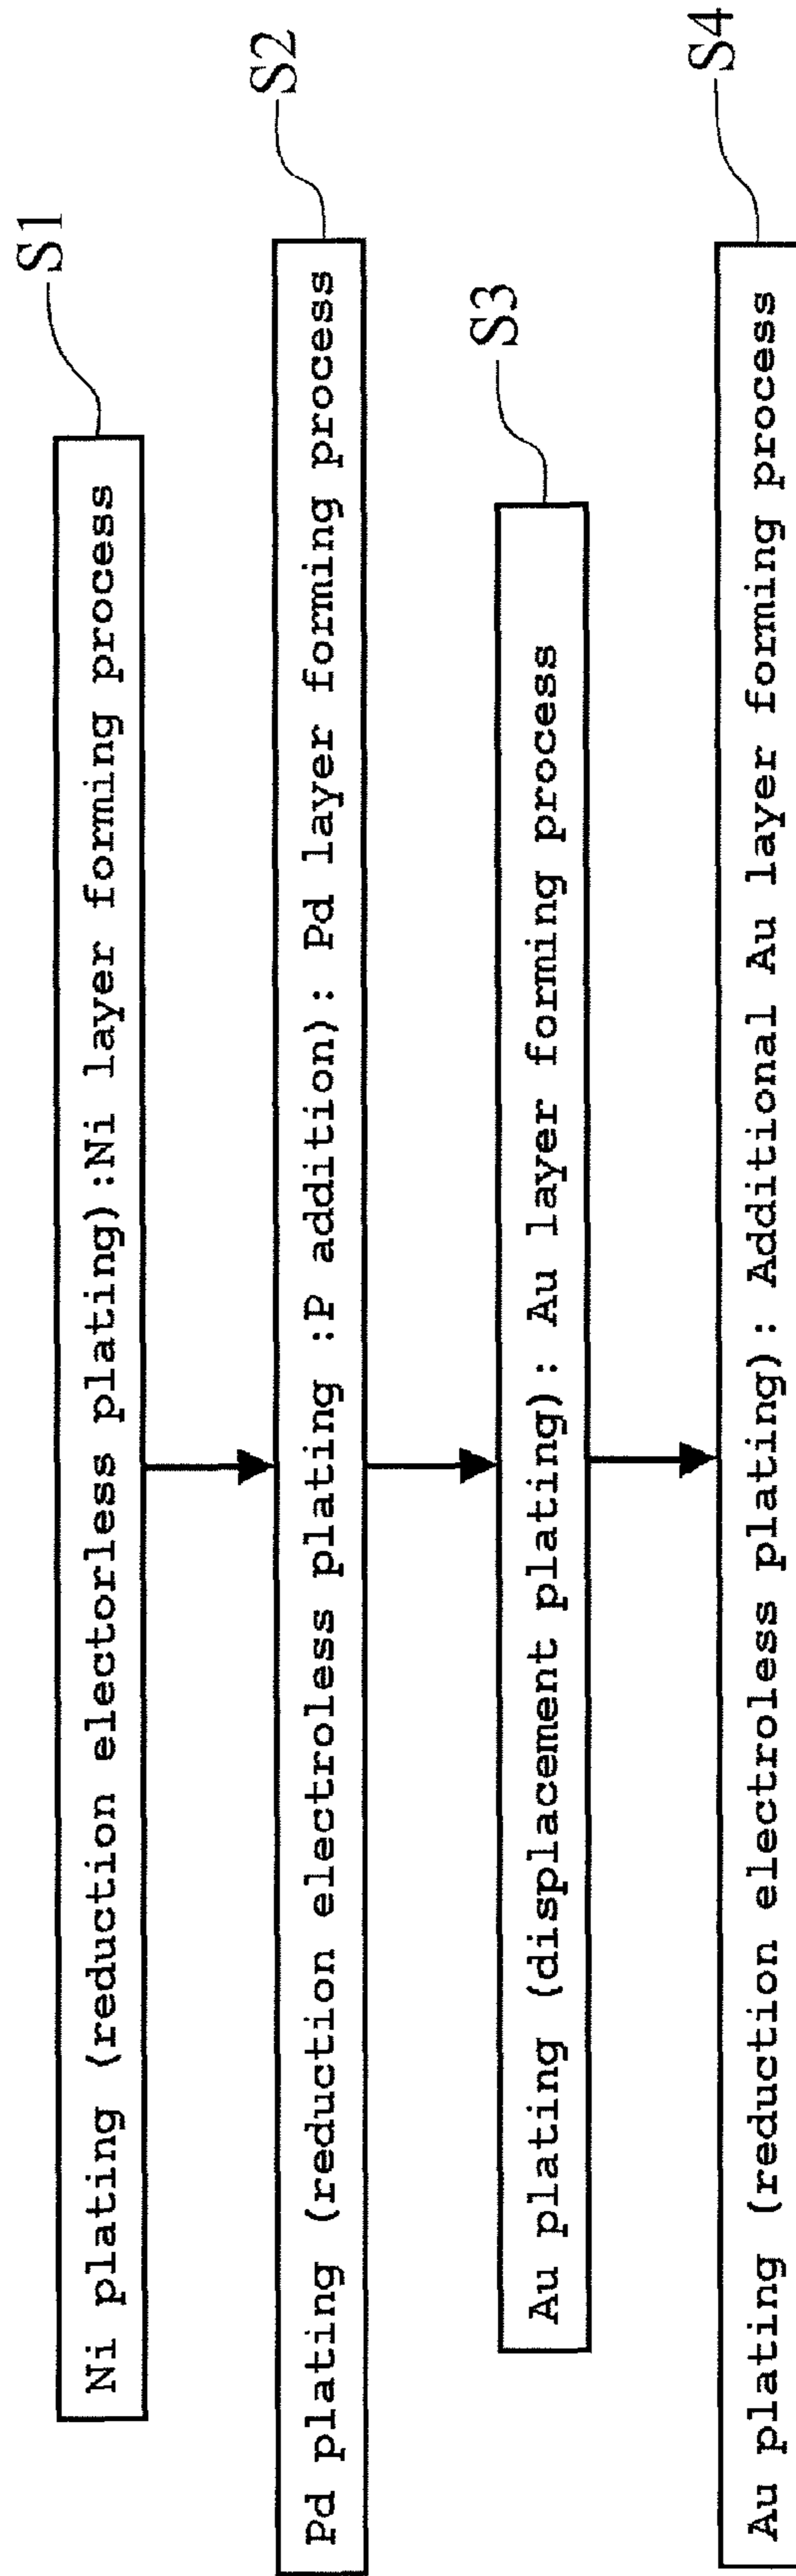 S1
Ni plating (reduction electorless plating):Ni layer forming process
S2
Pd plating (reduction electroless plating :P addition): Pd layer forming process
S3
Au plating (displacement plating): Au layer forming process
S4
Au plating (reduction electroless plating): Additional Au layer forming process